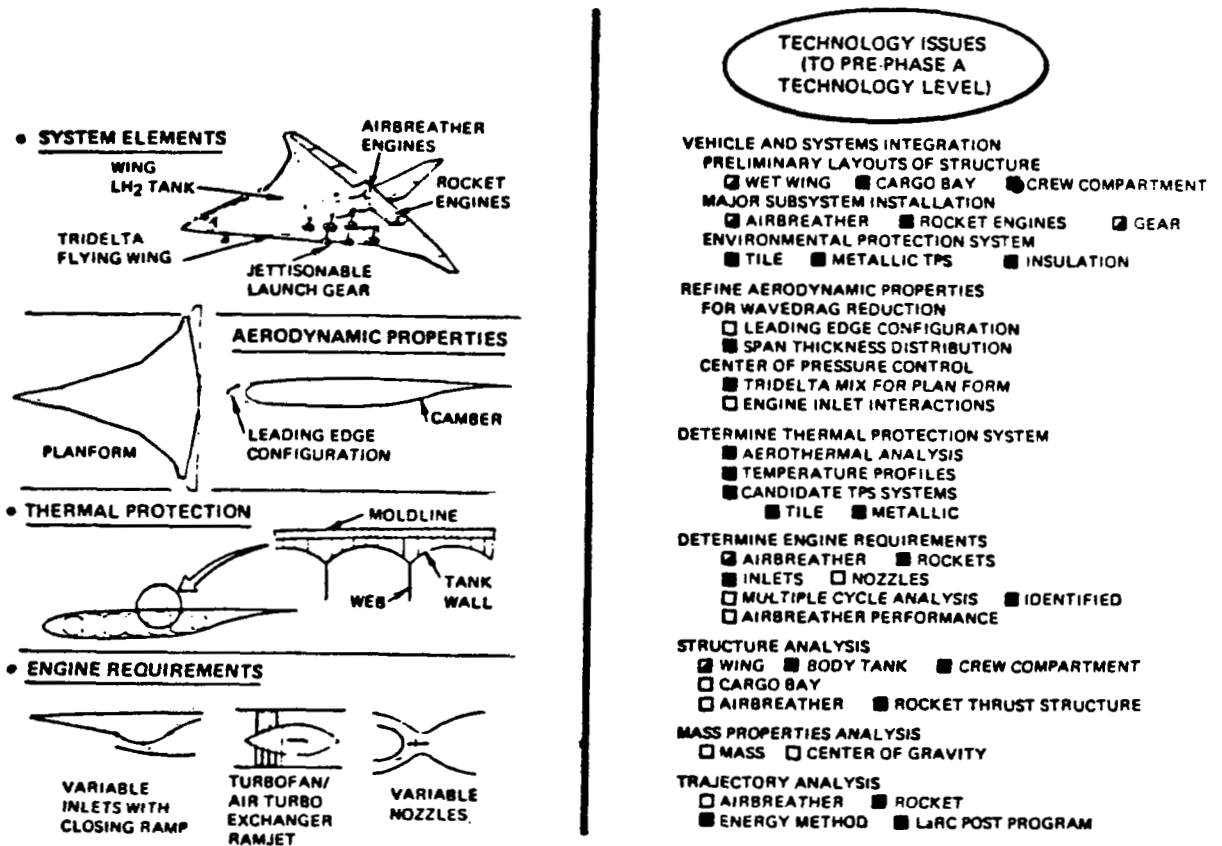 • SYSTEM ELEMENTS
WING
LH2 TANK
AIRBREATHER
ENGINES
ROCKET
ENGINES
TRIDELTA
FLYING WING
JETTISONABLE
LAUNCH GEAR
AERODYNAMIC PROPERTIES
PLANFORM
LEADING EDGE
CONFIGURATION
CAMBER
• THERMAL PROTECTION
MOLDLINE
WEB
TANK
WALL
• ENGINE REQUIREMENTS
VARIABLE
INLETS WITH
CLOSING RAMP
TURBOFAN/
AIR TURBO
EXCHANGER
RAMJET
VARIABLE
NOZZLES
TECHNOLOGY ISSUES
(TO PRE-PHASE A
TECHNOLOGY LEVEL)
VEHICLE AND SYSTEMS INTEGRATION
PRELIMINARY LAYOUTS OF STRUCTURE
WET WING CARGO BAY CREW COMPARTMENT
MAJOR SUBSYSTEM INSTALLATION
AIRBREATHER ROCKET ENGINES GEAR
ENVIRONMENTAL PROTECTION SYSTEM
TILE METALLIC TPS INSULATION
REFINE AERODYNAMIC PROPERTIES
FOR WAVEDRAG REDUCTION
LEADING EDGE CONFIGURATION
SPAN THICKNESS DISTRIBUTION
CENTER OF PRESSURE CONTROL
TRIDELTA MIX FOR PLAN FORM
ENGINE INLET INTERACTIONS
DETERMINE THERMAL PROTECTION SYSTEM
AEROTHERMAL ANALYSIS
TEMPERATURE PROFILES
CANDIDATE TPS SYSTEMS
TILE METALLIC
DETERMINE ENGINE REQUIREMENTS
AIRBREATHER ROCKETS
INLETS NOZZLES
MULTIPLE CYCLE ANALYSIS IDENTIFIED
AIRBREATHER PERFORMANCE
STRUCTURE ANALYSIS
WING BODY TANK CREW COMPARTMENT
CARGO BAY
AIRBREATHER ROCKET THRUST STRUCTURE
MASS PROPERTIES ANALYSIS
MASS CENTER OF GRAVITY
TRAJECTORY ANALYSIS
AIRBREATHER ROCKET
ENERGY METHOD LaRC POST PROGRAM